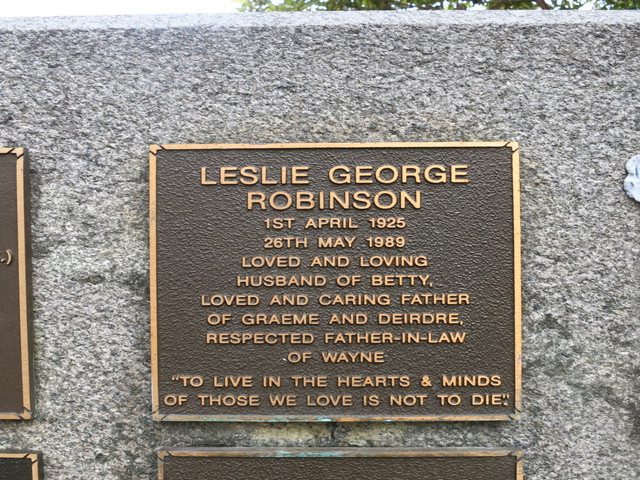 LESLIE GEORGE
ROBINSON
1ST APRIL 1925
26TH MAY 1989
LOVED AND LOVING
HUSBAND OF BETTY,
LOVED AND CARING FATHER
OF GRAEME AND DEIRDRE,
RESPECTED FATHER-IN-LAW
OF WAYNE
"TO LIVE IN THE HEARTS & MINDS
OF THOSE WE LOVE IS NOT TO DIE."